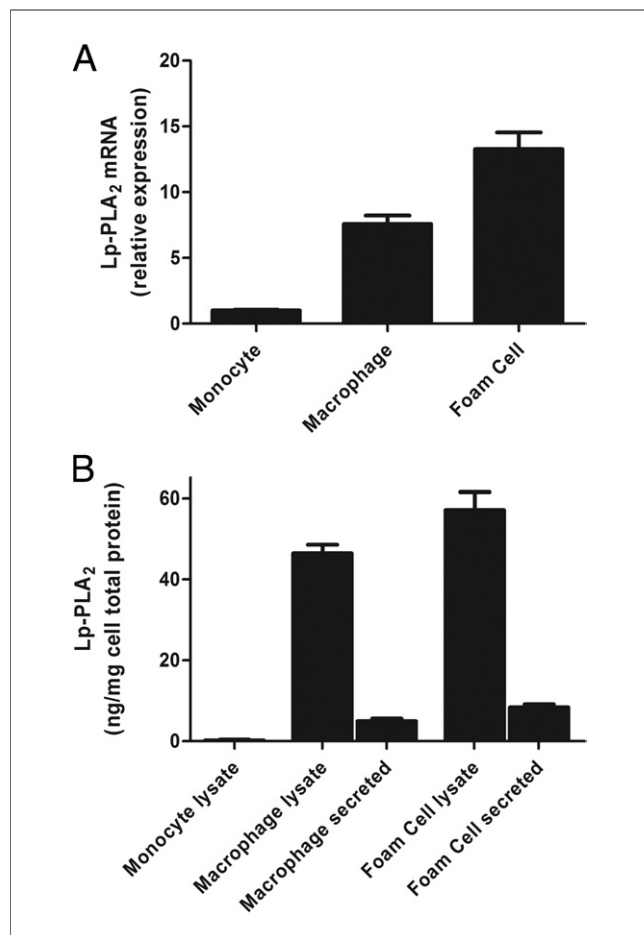 A
Lp-PLA₂ mRNA
(relative expression)
20
15
10
5
0
Monocyte
Macrophage
Foam Cell
B
Lp-PLA₂
(ng/mg cell total protein)
60
40
20
0
Monocyte lysate
Macrophage lysate
Macrophage secreted
Foam Cell lysate
Foam Cell secreted